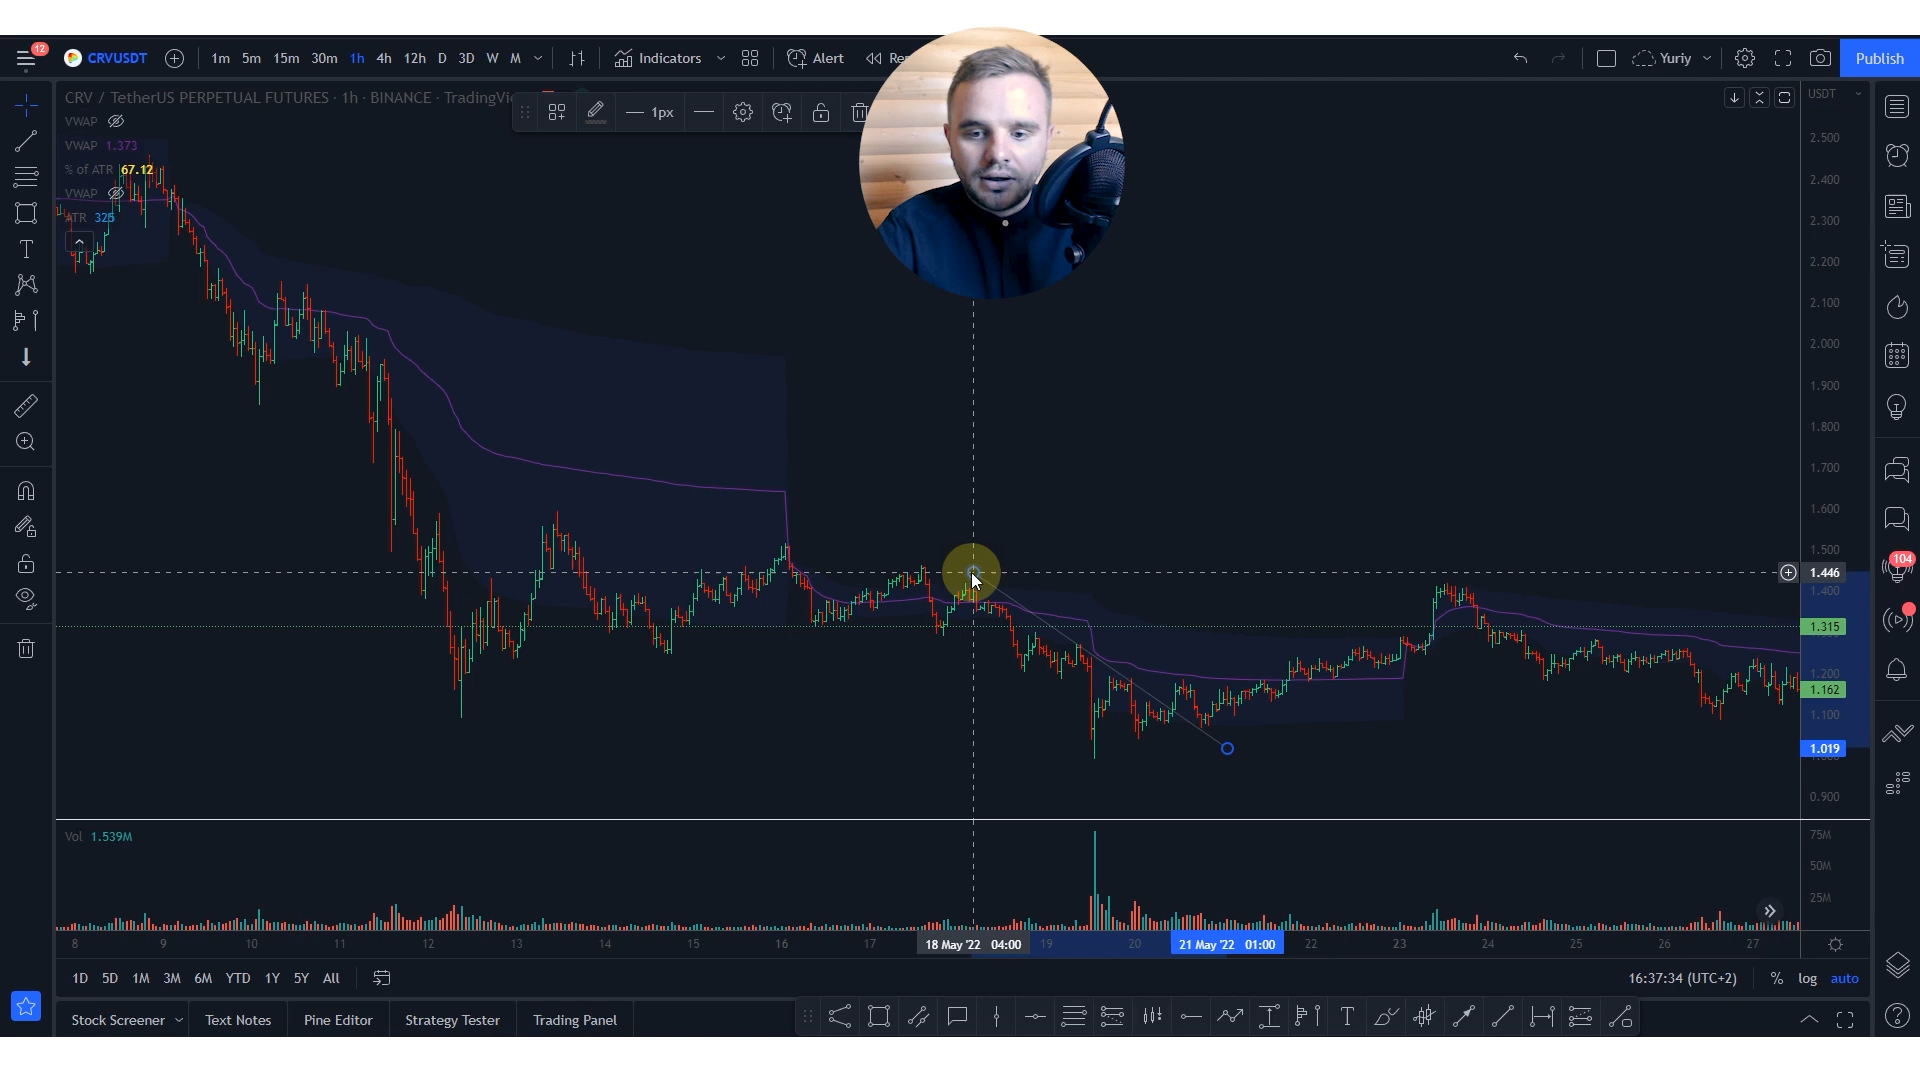 12
CRVUSDT 1m 5m 15m 30m 1h 4h 12h D 3D W M Indicators Alert Yuriy Publish
CRV / TetherUS PERPETUAL FUTURES · 1h · BINANCE ·
1px
USDT
VWAP
VWAP 1.373
% of ATR 67.12
VWAP
ATR 325
2.500
2.400
2.300
2.200
2.100
2.000
1.900
1.800
1.700
1.600
1.500
1.446
1.400
1.315
1.200
1.162
1.100
1.019
0.900
104
Vol 1.539M
75M
50M
25M
8 9 10 11 12 13 14 15 16 17 18 May '22 04:00 19 20 21 May '22 01:00 22 23 24 25 26 27
1D 5D 1M 3M 6M YTD 1Y 5Y All 16:37:34 (UTC+2) % log auto
Stock Screener Text Notes Pine Editor Strategy Tester Trading Panel